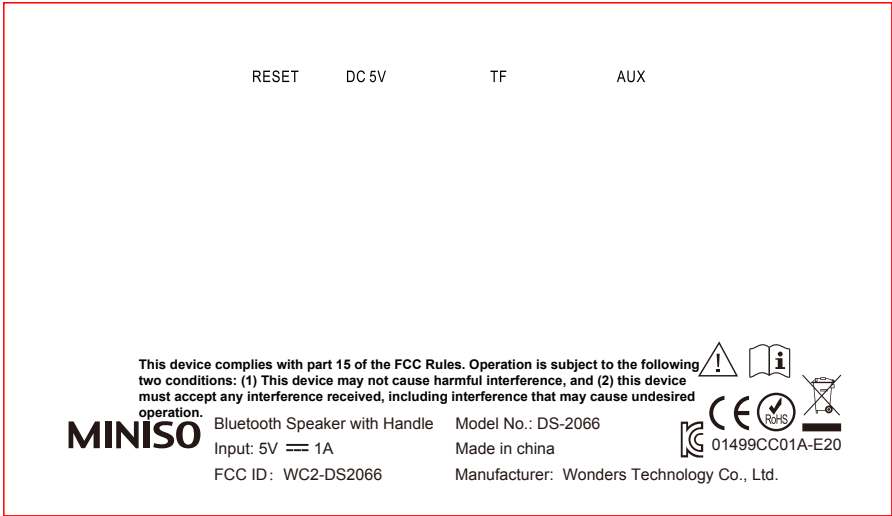 RESET DC 5V TF AUX
This device complies with part 15 of the FCC Rules. Operation is subject to the following
two conditions: (1) This device may not cause harmful interference, and (2) this device
must accept any interference received, including interference that may cause undesired
operation.
MINISO
Bluetooth Speaker with Handle Model No.: DS-2066
Input: 5V ⎓ 1A Made in china
FCC ID: WC2-DS2066 Manufacturer: Wonders Technology Co., Ltd.
CE RoHS
01499CC01A-E20